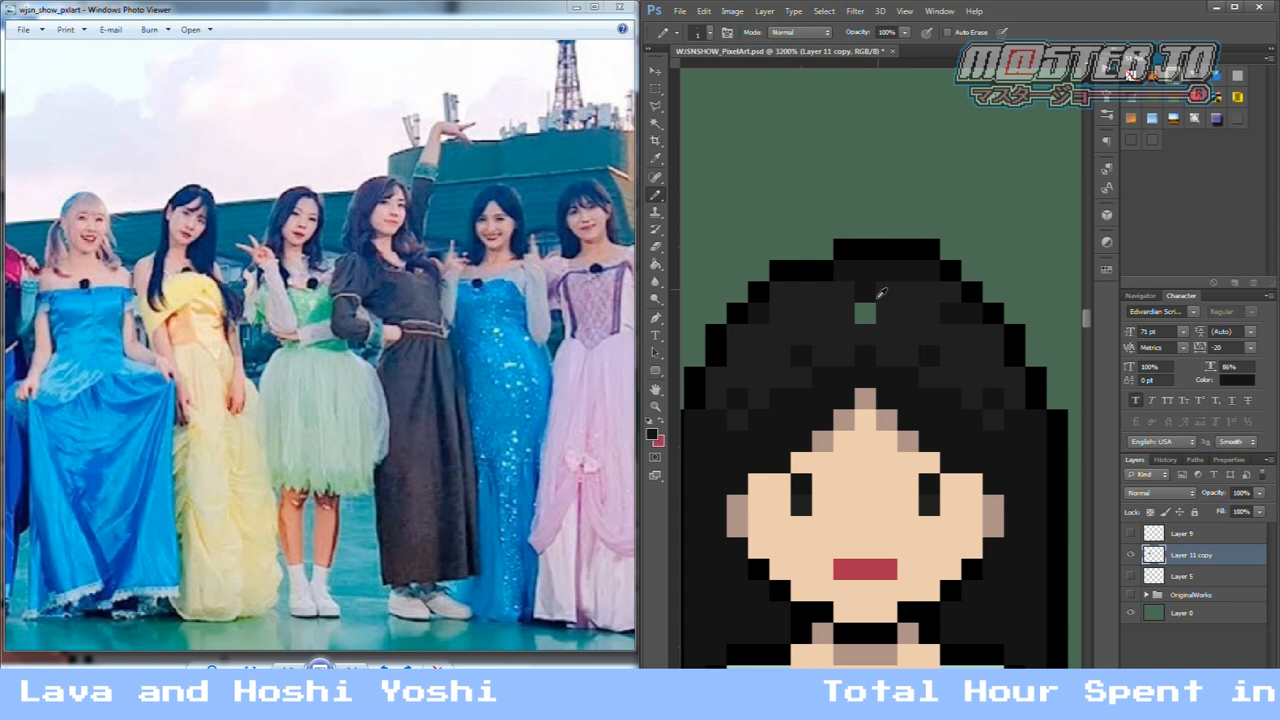 wjsn_show_pxlart - Windows Photo Viewer
File Print E-mail Burn Open
Ps File Edit Image Layer Type Select Filter 3D View Window Help
1 Mode: Normal Opacity: 100% Auto Erase
WJSNSHOW_PixelArt.psd @ 3200% (Layer 11 copy, RGB/8) *
M@STER.JO
マスタージョー
Navigator Character
Edwardian Scri... Regular
71 pt (Auto)
Metrics -20
100% 86%
0 pt Color:
English: USA Smooth
Layers History Paths Properties
Kind
Normal Opacity: 100%
Lock: Fill: 100%
Layer 9
Layer 11 copy
Layer 5
OriginalWorks
Layer 0
Lava and Hoshi Yoshi Total Hour Spent in